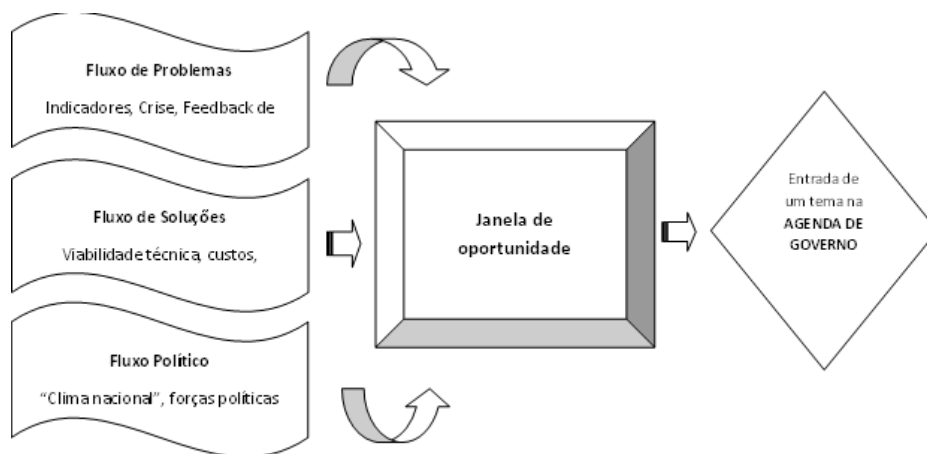 Fluxo de Problemas
Indicadores, Crise, Feedback de
Fluxo de Soluções
Viabilidade técnica, custos,
Fluxo Político
“Clima nacional”, forças políticas
Janela de
oportunidade
Entrada de
um tema na
AGENDA DE
GOVERNO